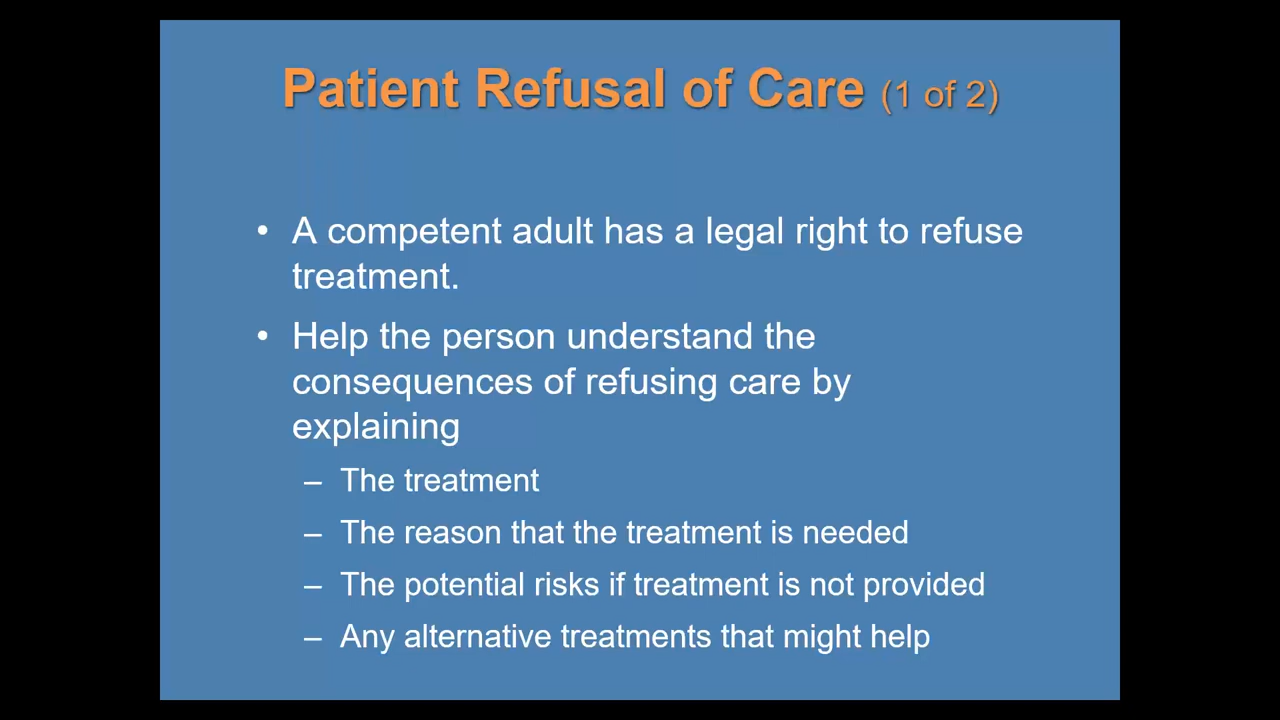 Patient Refusal of Care (1 of 2)
• A competent adult has a legal right to refuse
treatment.
• Help the person understand the
consequences of refusing care by
explaining
– The treatment
– The reason that the treatment is needed
– The potential risks if treatment is not provided
– Any alternative treatments that might help